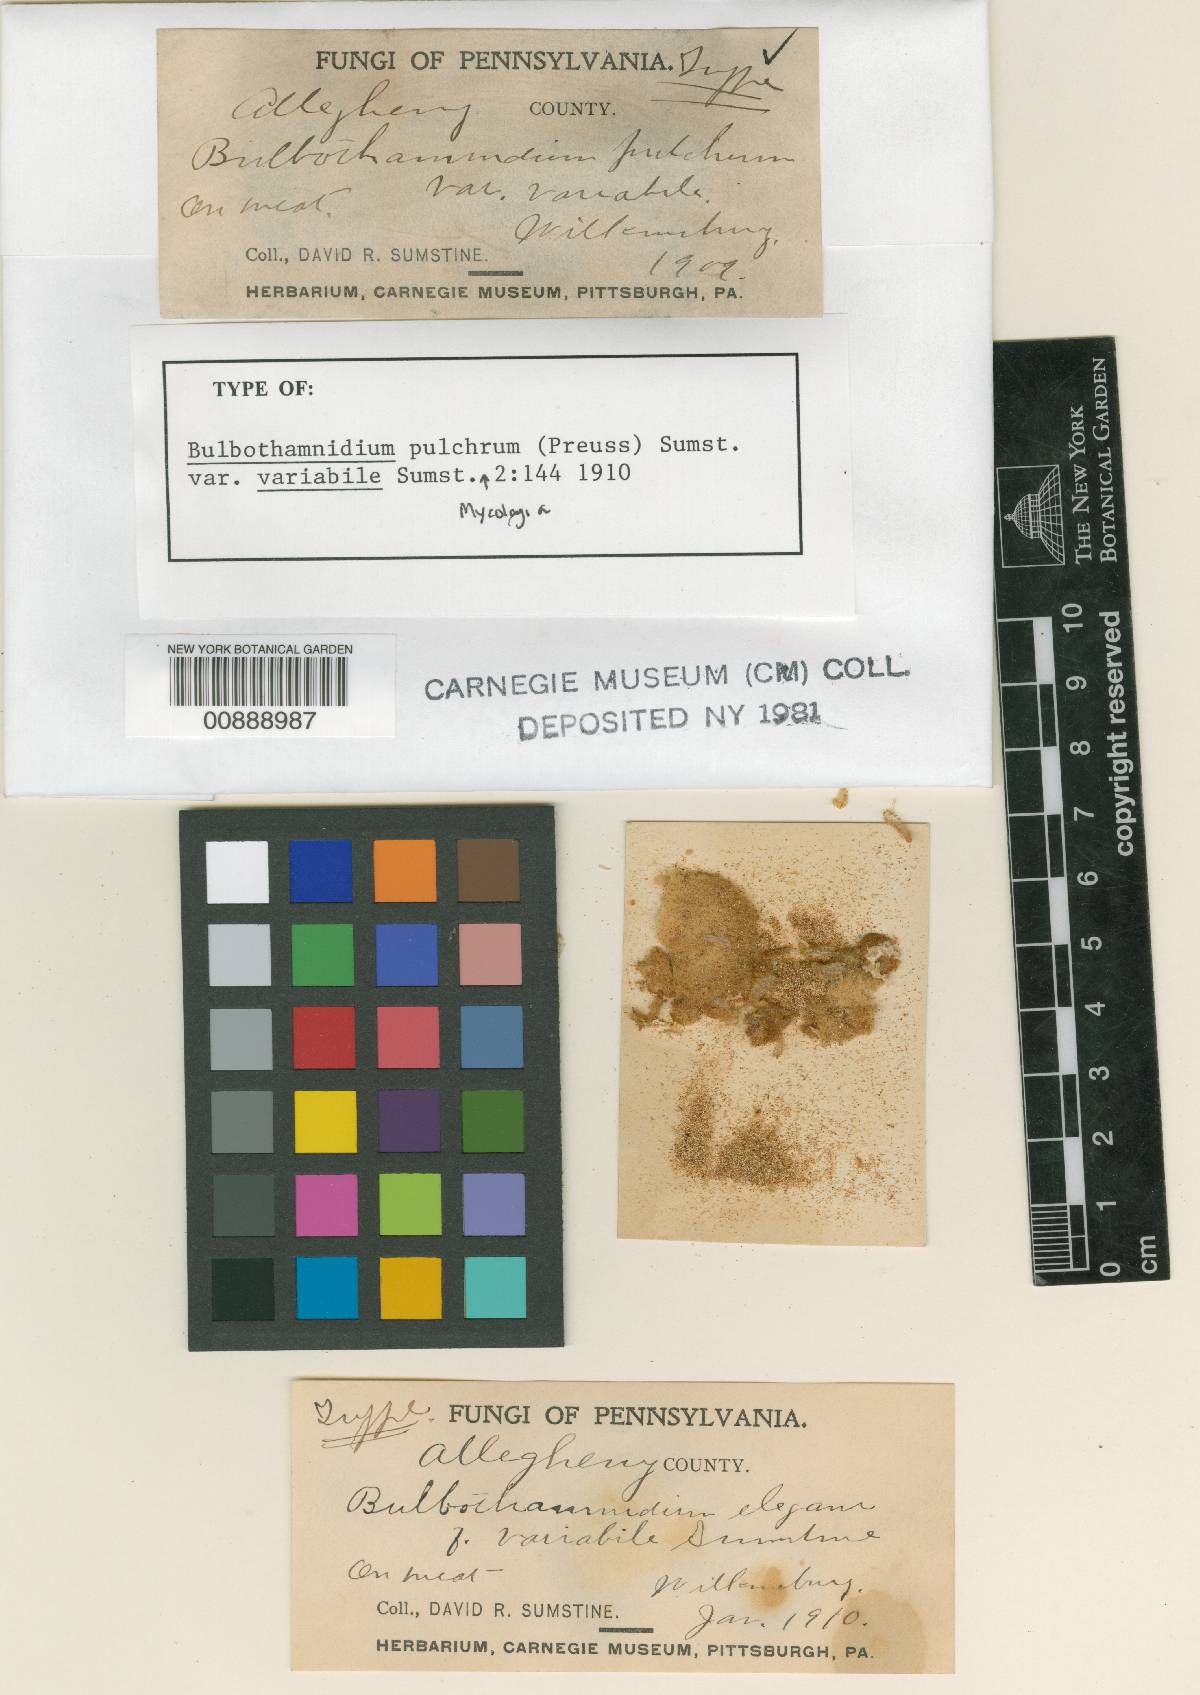 FUNGI OF PENNSYLVANIA. Type
Allegheny COUNTY.
Bulbothamnidium pulchrum
var. variabile.
On meat.
Wilkinsburg.
Coll., DAVID R. SUMSTINE.
1909.
HERBARIUM, CARNEGIE MUSEUM, PITTSBURGH, PA.
TYPE OF:
Bulbothamnidium pulchrum (Preuss) Sumst.
var. variabile Sumst. 2:144 1910
Mycologia
NEW YORK BOTANICAL GARDEN
00888987
CARNEGIE MUSEUM (CM) COLL.
DEPOSITED NY 1981
THE NEW YORK
BOTANICAL GARDEN
copyright reserved
10
9
8
7
6
5
4
3
2
1
0
cm
Type. FUNGI OF PENNSYLVANIA.
Allegheny COUNTY.
Bulbothamnidium elegans
f. variabile Sumstine
On meat
Wilkinsburg.
Coll., DAVID R. SUMSTINE.
Jan. 1910.
HERBARIUM, CARNEGIE MUSEUM, PITTSBURGH, PA.